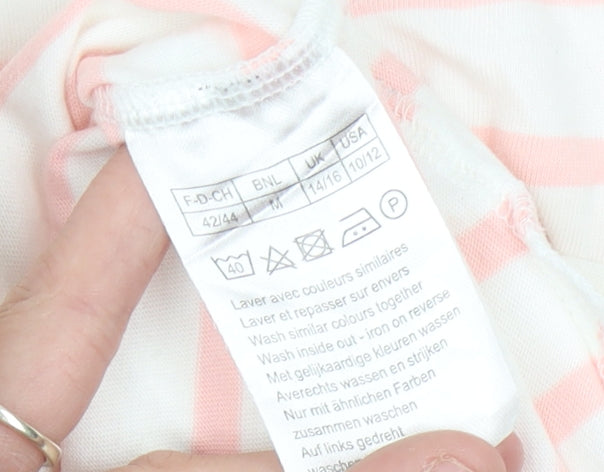 F-D-CH BNL UK USA
42/44 M 14/16 10/12
40 P
Laver avec couleurs similaires
Laver et repasser sur envers
Wash similar colours together
Wash inside out - iron on reverse
Met gelijkaardige kleuren wassen
Averechts wassen en strijken
Nur mit ähnlichen Farben
zusammen waschen
Auf links gedreht
waschen